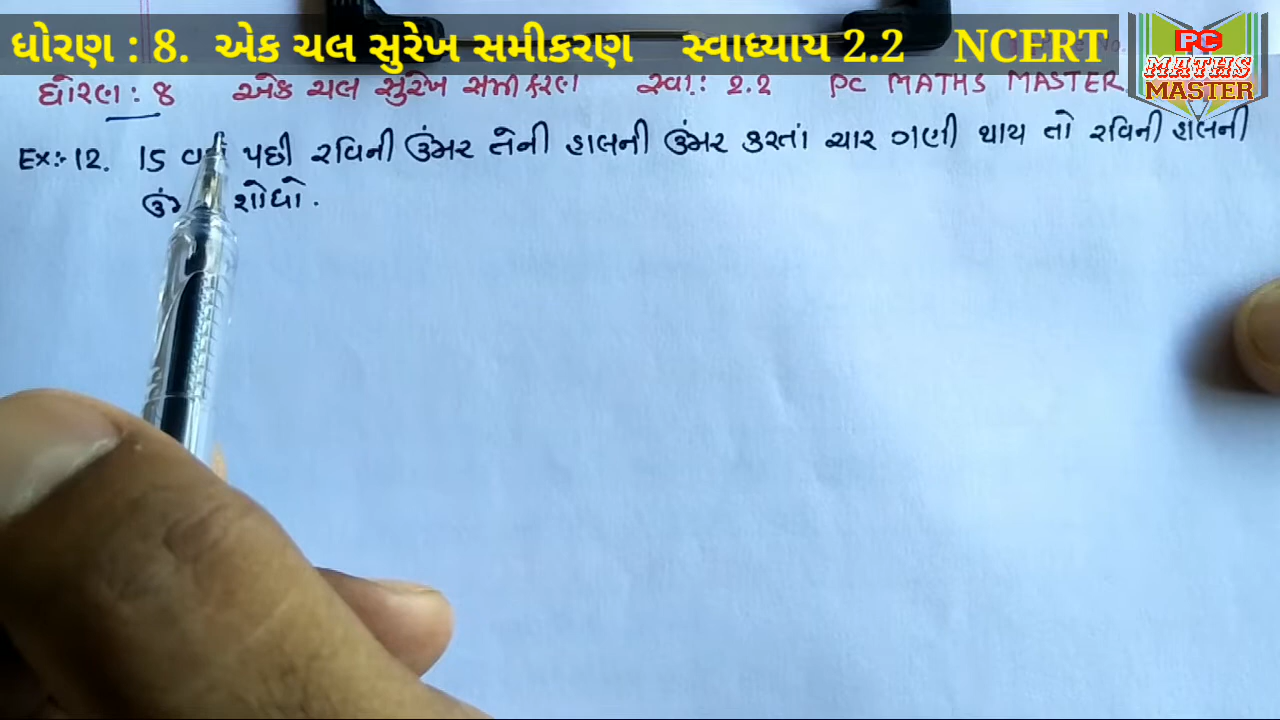 ધોરણ : 8. એક ચલ સુરેખ સમીકરણ સ્વાધ્યાય 2.2 NCERT
PC MATHS MASTER
ધોરણ : 8 એક ચલ સુરેખ સમીકરણ સ્વા : 2.2 PC MATHS MASTER
Ex:- 12. 15 પછી રવિની ઉંમર તેની હાલની ઉંમર કરતાં ચાર ગણી થાય તો રવિની હાલની
શોધો.